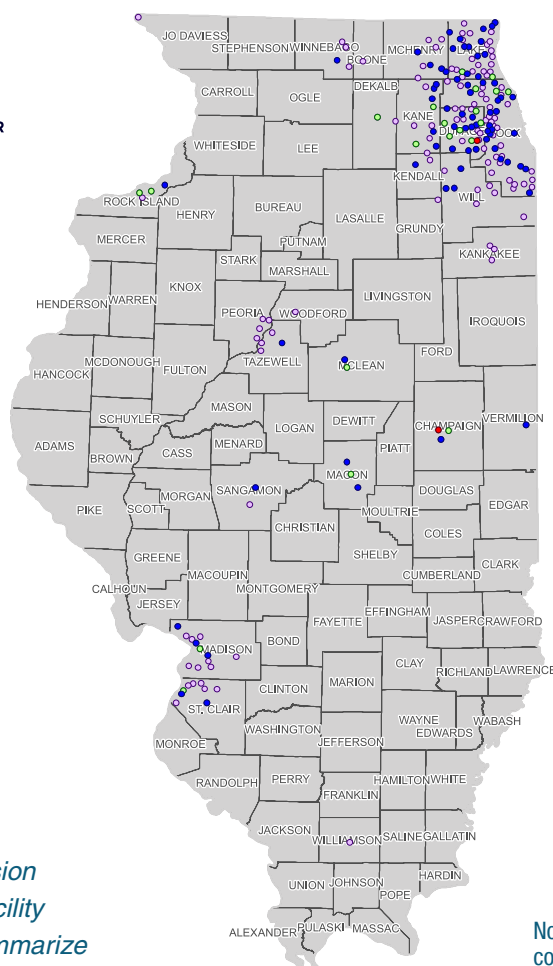 JO DAVIESS
STEPHENSON
WINNEBAGO
BOONE
MCHENRY
LAKE
CARROLL
OGLE
DEKALB
KANE
DUPAGE
COOK
WHITESIDE
LEE
KENDALL
WILL
ROCK ISLAND
HENRY
BUREAU
LASALLE
GRUNDY
MERCER
PUTNAM
KANKAKEE
STARK
MARSHALL
KNOX
LIVINGSTON
HENDERSON
WARREN
PEORIA
WOODFORD
IROQUOIS
FORD
MCDONOUGH
FULTON
TAZEWELL
MCLEAN
HANCOCK
MASON
SCHUYLER
LOGAN
DEWITT
CHAMPAIGN
VERMILION
ADAMS
BROWN
CASS
MENARD
PIATT
MACON
SANGAMON
MORGAN
DOUGLAS
PIKE
SCOTT
MOULTRIE
EDGAR
CHRISTIAN
COLES
SHELBY
GREENE
MACOUPIN
CUMBERLAND
CLARK
CALHOUN
MONTGOMERY
JERSEY
FAYETTE
EFFINGHAM
JASPER
CRAWFORD
BOND
MADISON
CLAY
RICHLAND
LAWRENCE
CLINTON
MARION
ST. CLAIR
WAYNE
EDWARDS
WABASH
WASHINGTON
JEFFERSON
MONROE
RANDOLPH
PERRY
HAMILTON
WHITE
FRANKLIN
JACKSON
WILLIAMSON
SALINE
GALLATIN
UNION
JOHNSON
POPE
HARDIN
ALEXANDER
PULASKI
MASSAC